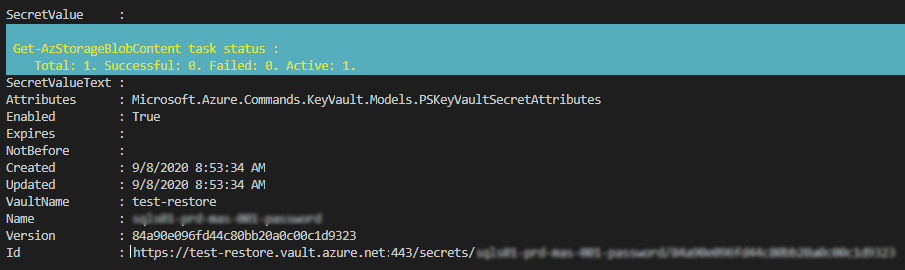 SecretValue :
Get-AzStorageBlobContent task status :
Total: 1. Successful: 0. Failed: 0. Active: 1.
SecretValueText :
Attributes : Microsoft.Azure.Commands.KeyVault.Models.PSKeyVaultSecretAttributes
Enabled : True
Expires :
NotBefore :
Created : 9/8/2020 8:53:34 AM
Updated : 9/8/2020 8:53:34 AM
VaultName : test-restore
Name :
Version : 84a90e096fd44c80bb20a0c00c1d9323
Id : https://test-restore.vault.azure.net:443/secrets/